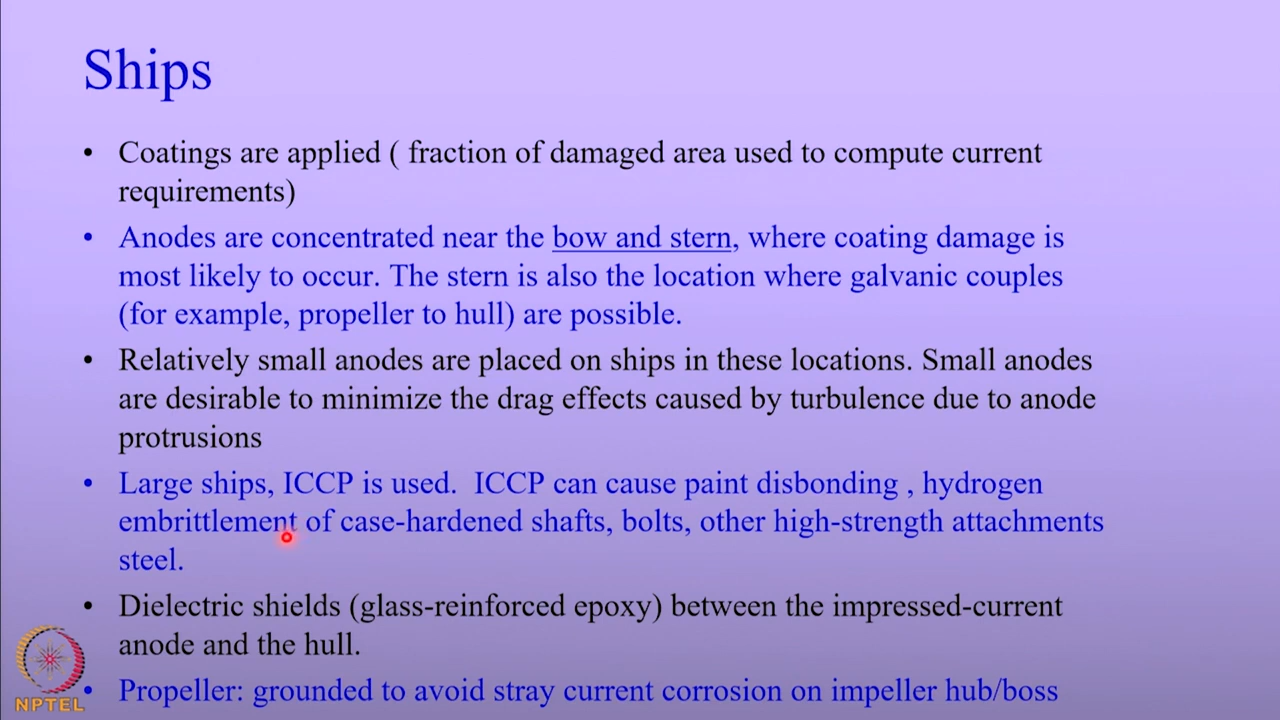 Ships
• Coatings are applied ( fraction of damaged area used to compute current
requirements)
• Anodes are concentrated near the bow and stern, where coating damage is
most likely to occur. The stern is also the location where galvanic couples
(for example, propeller to hull) are possible.
• Relatively small anodes are placed on ships in these locations. Small anodes
are desirable to minimize the drag effects caused by turbulence due to anode
protrusions
• Large ships, ICCP is used.  ICCP can cause paint disbonding , hydrogen
embrittlement of case-hardened shafts, bolts, other high-strength attachments
steel.
• Dielectric shields (glass-reinforced epoxy) between the impressed-current
anode and the hull.
• Propeller: grounded to avoid stray current corrosion on impeller hub/boss
NPTEL